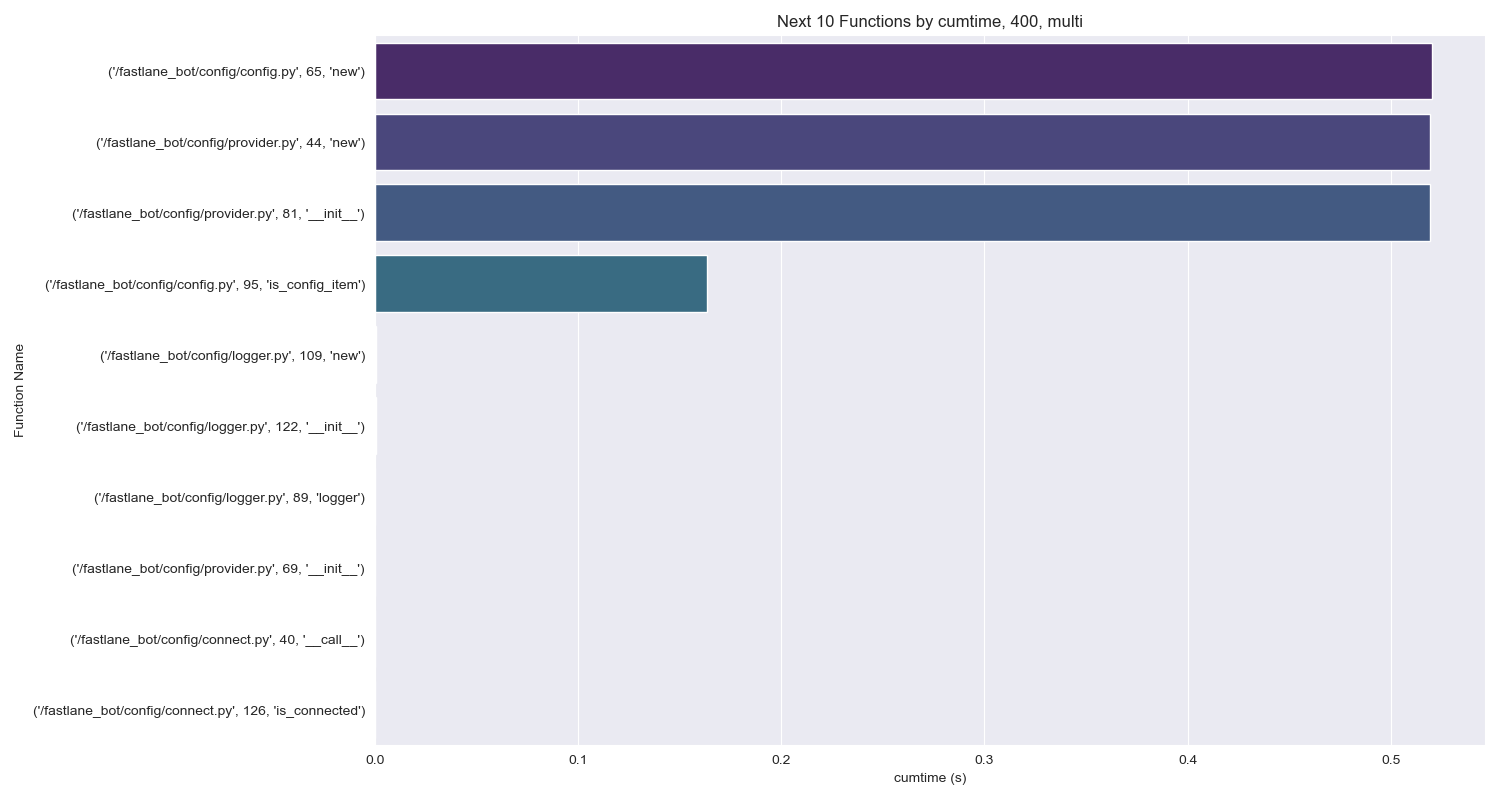 Next 10 Functions by cumtime, 400, multi
('/fastlane_bot/config/config.py', 65, 'new')
('/fastlane_bot/config/provider.py', 44, 'new')
('/fastlane_bot/config/provider.py', 81, '__init__')
('/fastlane_bot/config/config.py', 95, 'is_config_item')
('/fastlane_bot/config/logger.py', 109, 'new')
('/fastlane_bot/config/logger.py', 122, '__init__')
('/fastlane_bot/config/logger.py', 89, 'logger')
('/fastlane_bot/config/provider.py', 69, '__init__')
('/fastlane_bot/config/connect.py', 40, '__call__')
('/fastlane_bot/config/connect.py', 126, 'is_connected')
Function Name
0.0 0.1 0.2 0.3 0.4 0.5
cumtime (s)